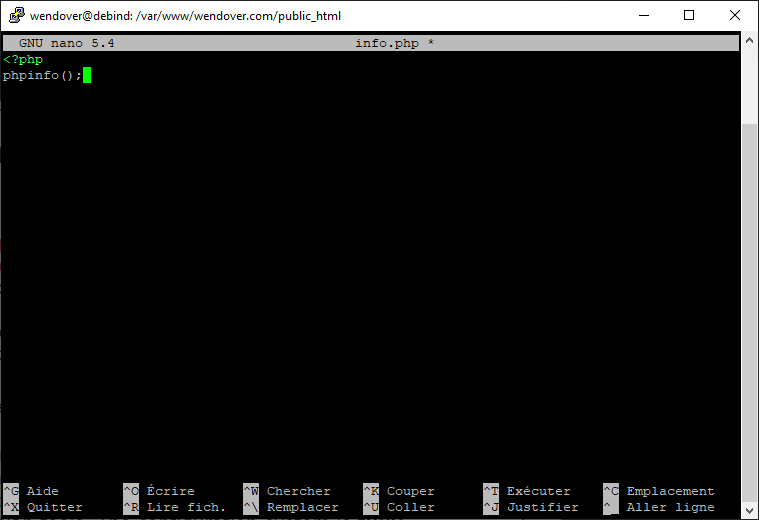 wendover@debind: /var/www/wendover.com/public_html
GNU nano 5.4 info.php *
<?php
phpinfo();
^G Aide ^O Écrire ^W Chercher ^K Couper ^T Exécuter ^C Emplacement
^X Quitter ^R Lire fich. ^\ Remplacer ^U Coller ^J Justifier ^_ Aller ligne